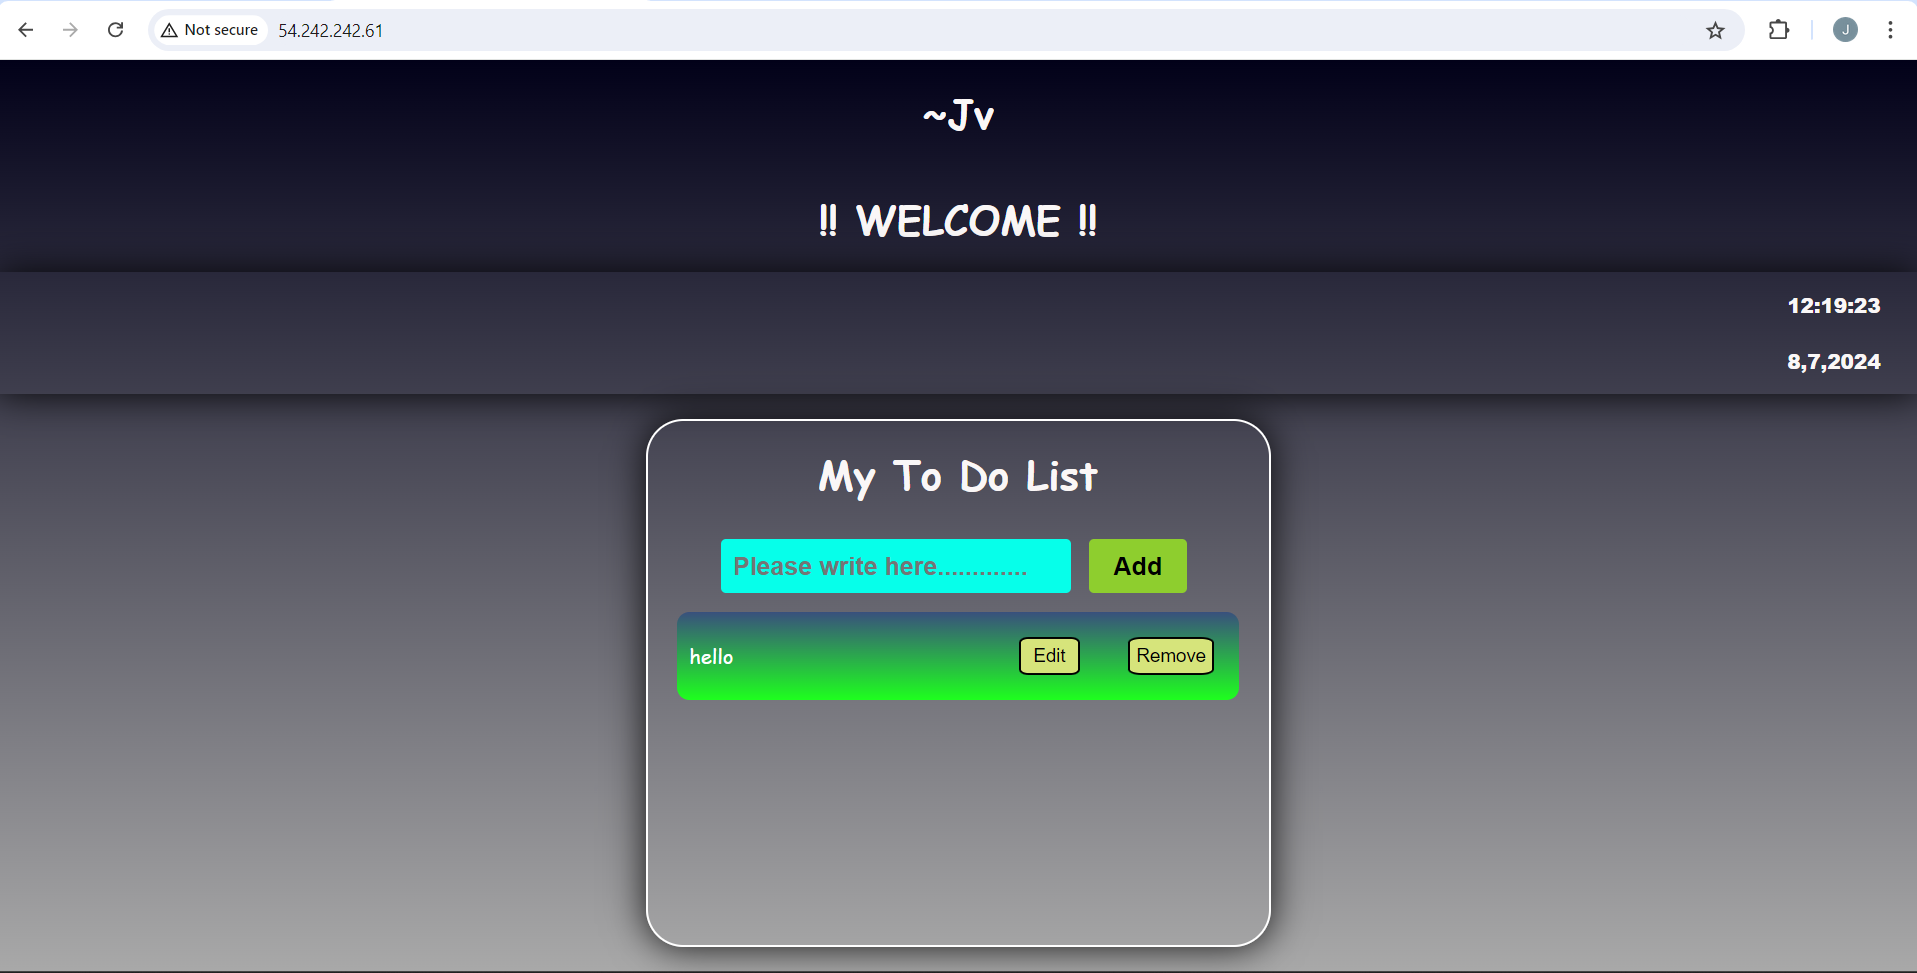 Not secure 54.242.242.61
J
~Jv
!! WELCOME !!
12:19:23
8,7,2024
My To Do List
Please write here............. Add
hello Edit Remove